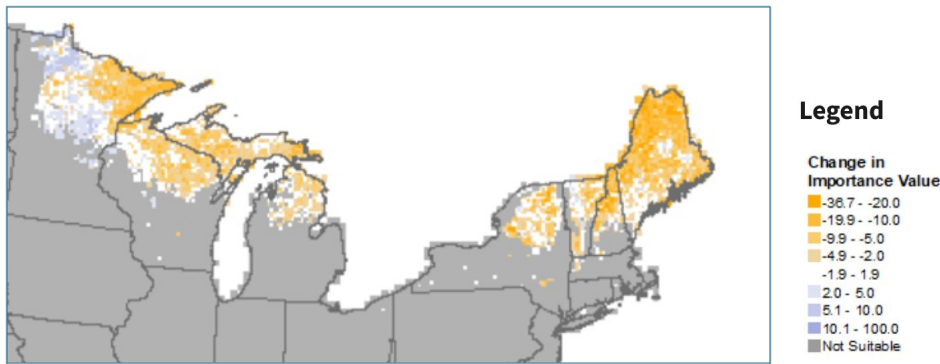 Legend
Change in
Importance Value
-36.7 - -20.0
-19.9 - -10.0
-9.9 - -5.0
-4.9 - -2.0
-1.9 - 1.9
2.0 - 5.0
5.1 - 10.0
10.1 - 100.0
Not Suitable